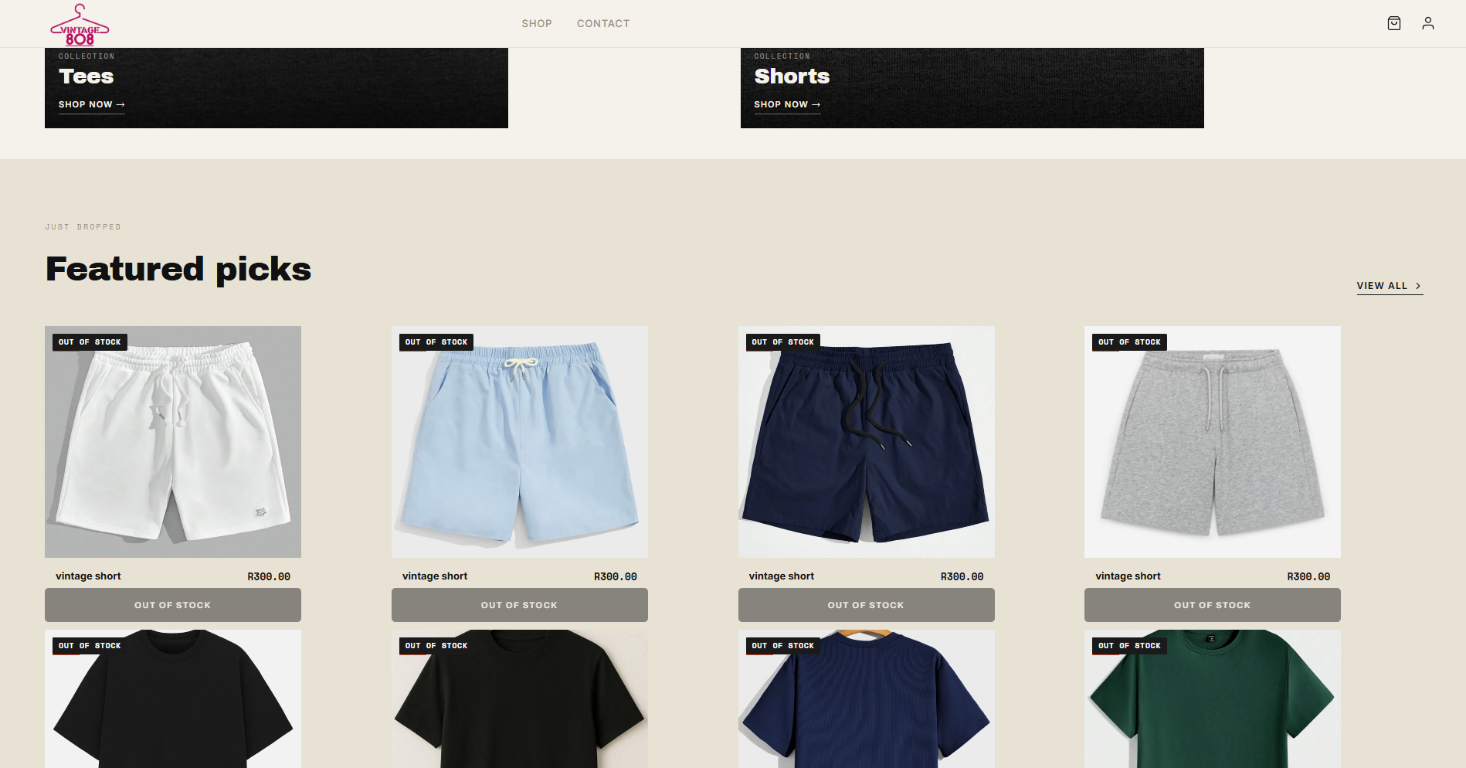 VINTAGE
808
SHOP CONTACT
COLLECTION
Tees
SHOP NOW →
COLLECTION
Shorts
SHOP NOW →
JUST DROPPED
Featured picks
VIEW ALL >
OUT OF STOCK
OUT OF STOCK
OUT OF STOCK
OUT OF STOCK
vintage short R300.00
vintage short R300.00
vintage short R300.00
vintage short R300.00
OUT OF STOCK
OUT OF STOCK
OUT OF STOCK
OUT OF STOCK
OUT OF STOCK
OUT OF STOCK
OUT OF STOCK
OUT OF STOCK